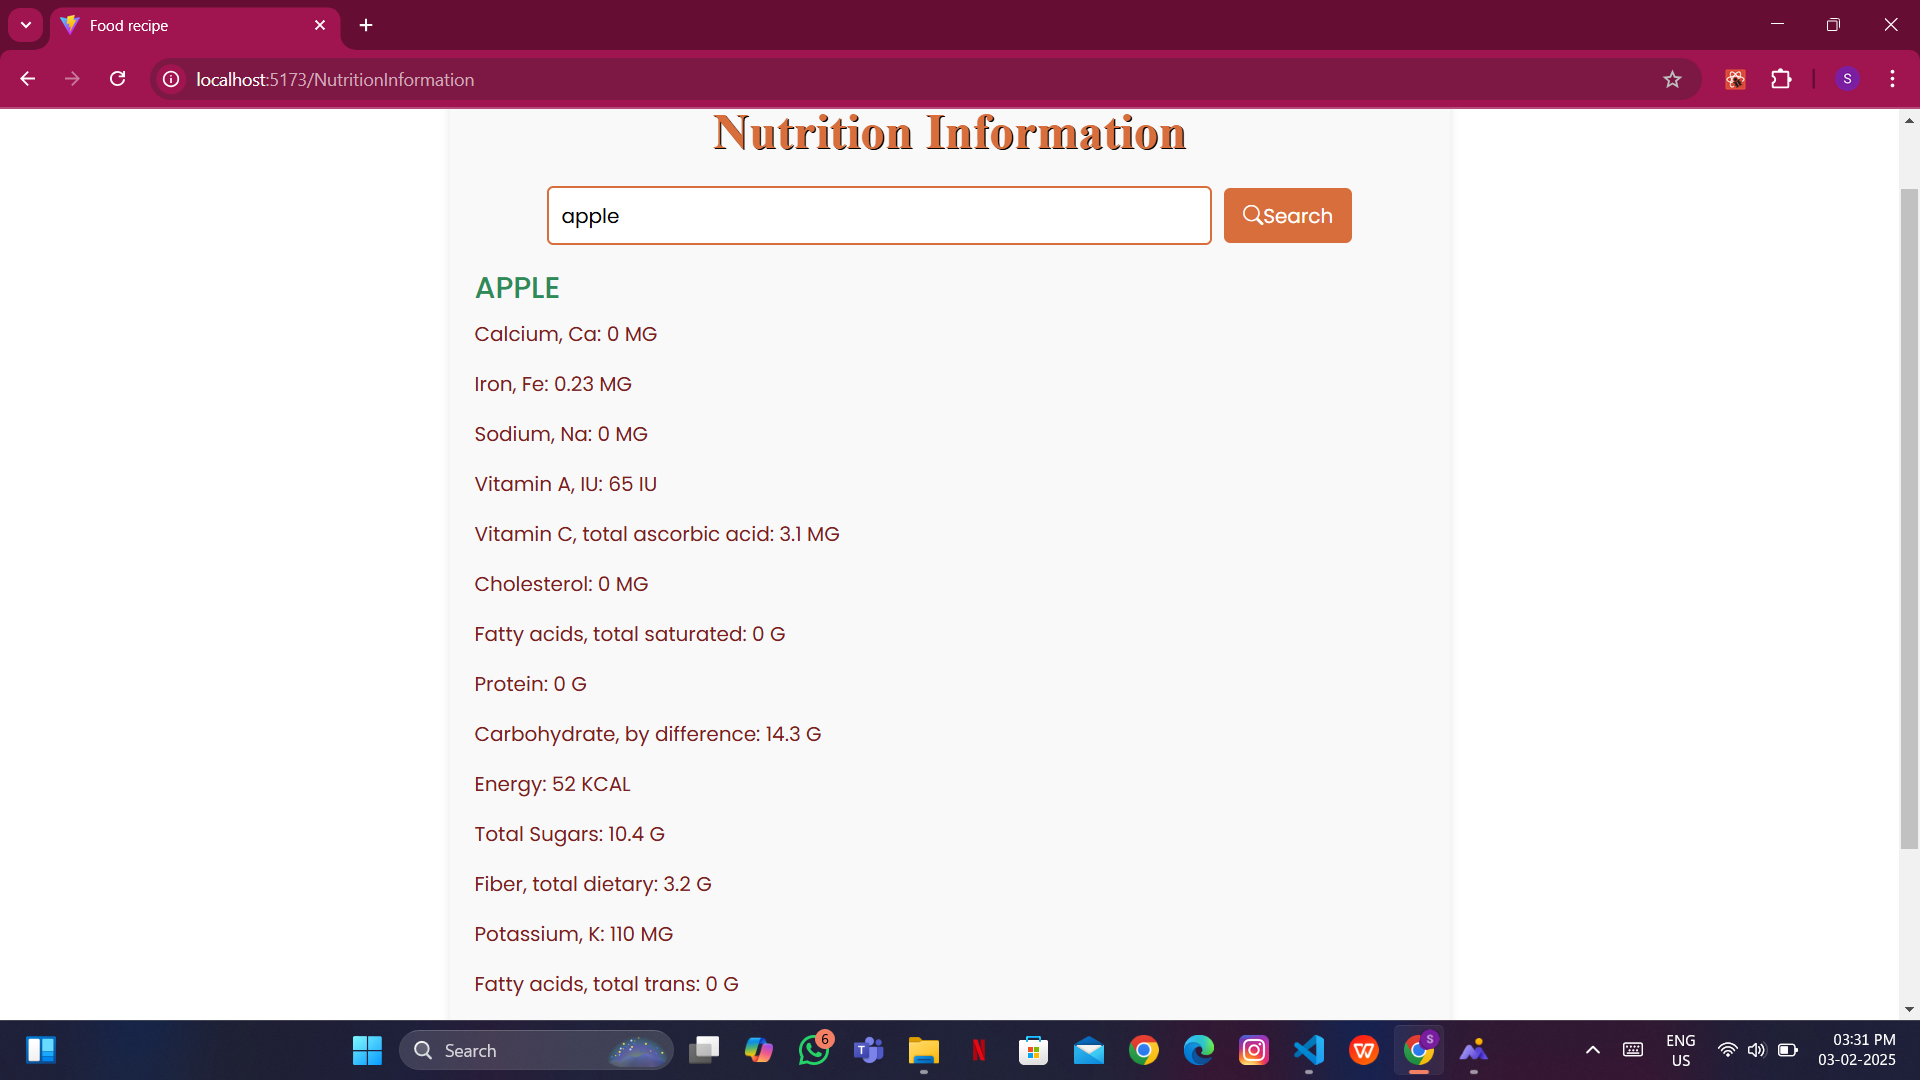 Food recipe
localhost:5173/NutritionInformation
S
Nutrition Information
apple
Search
APPLE
Calcium, Ca: 0 MG
Iron, Fe: 0.23 MG
Sodium, Na: 0 MG
Vitamin A, IU: 65 IU
Vitamin C, total ascorbic acid: 3.1 MG
Cholesterol: 0 MG
Fatty acids, total saturated: 0 G
Protein: 0 G
Carbohydrate, by difference: 14.3 G
Energy: 52 KCAL
Total Sugars: 10.4 G
Fiber, total dietary: 3.2 G
Potassium, K: 110 MG
Fatty acids, total trans: 0 G
Search
6
T
N
W
S
ENG
US
03:31 PM
03-02-2025